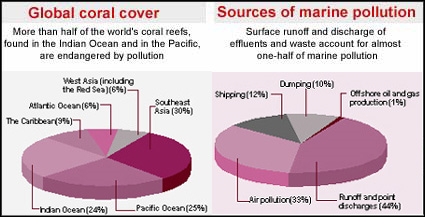 Global coral cover
More than half of the world's coral reefs,
found in the Indian Ocean and in the Pacific,
are endangered by pollution
West Asia (including
the Red Sea)(6%)
Southeast
Asia (30%)
Atlantic Ocean(6%)
The Caribbean(9%)
Indian Ocean (24%)
Pacific Ocean(25%)
Sources of marine pollution
Surface runoff and discharge of
effluents and waste account for almost
one-half of marine pollution
Dumping(10%)
Shipping(12%)
Offshore oil and gas
production(1%)
Air pollution(33%)
Runoff and point
discharges (44%)